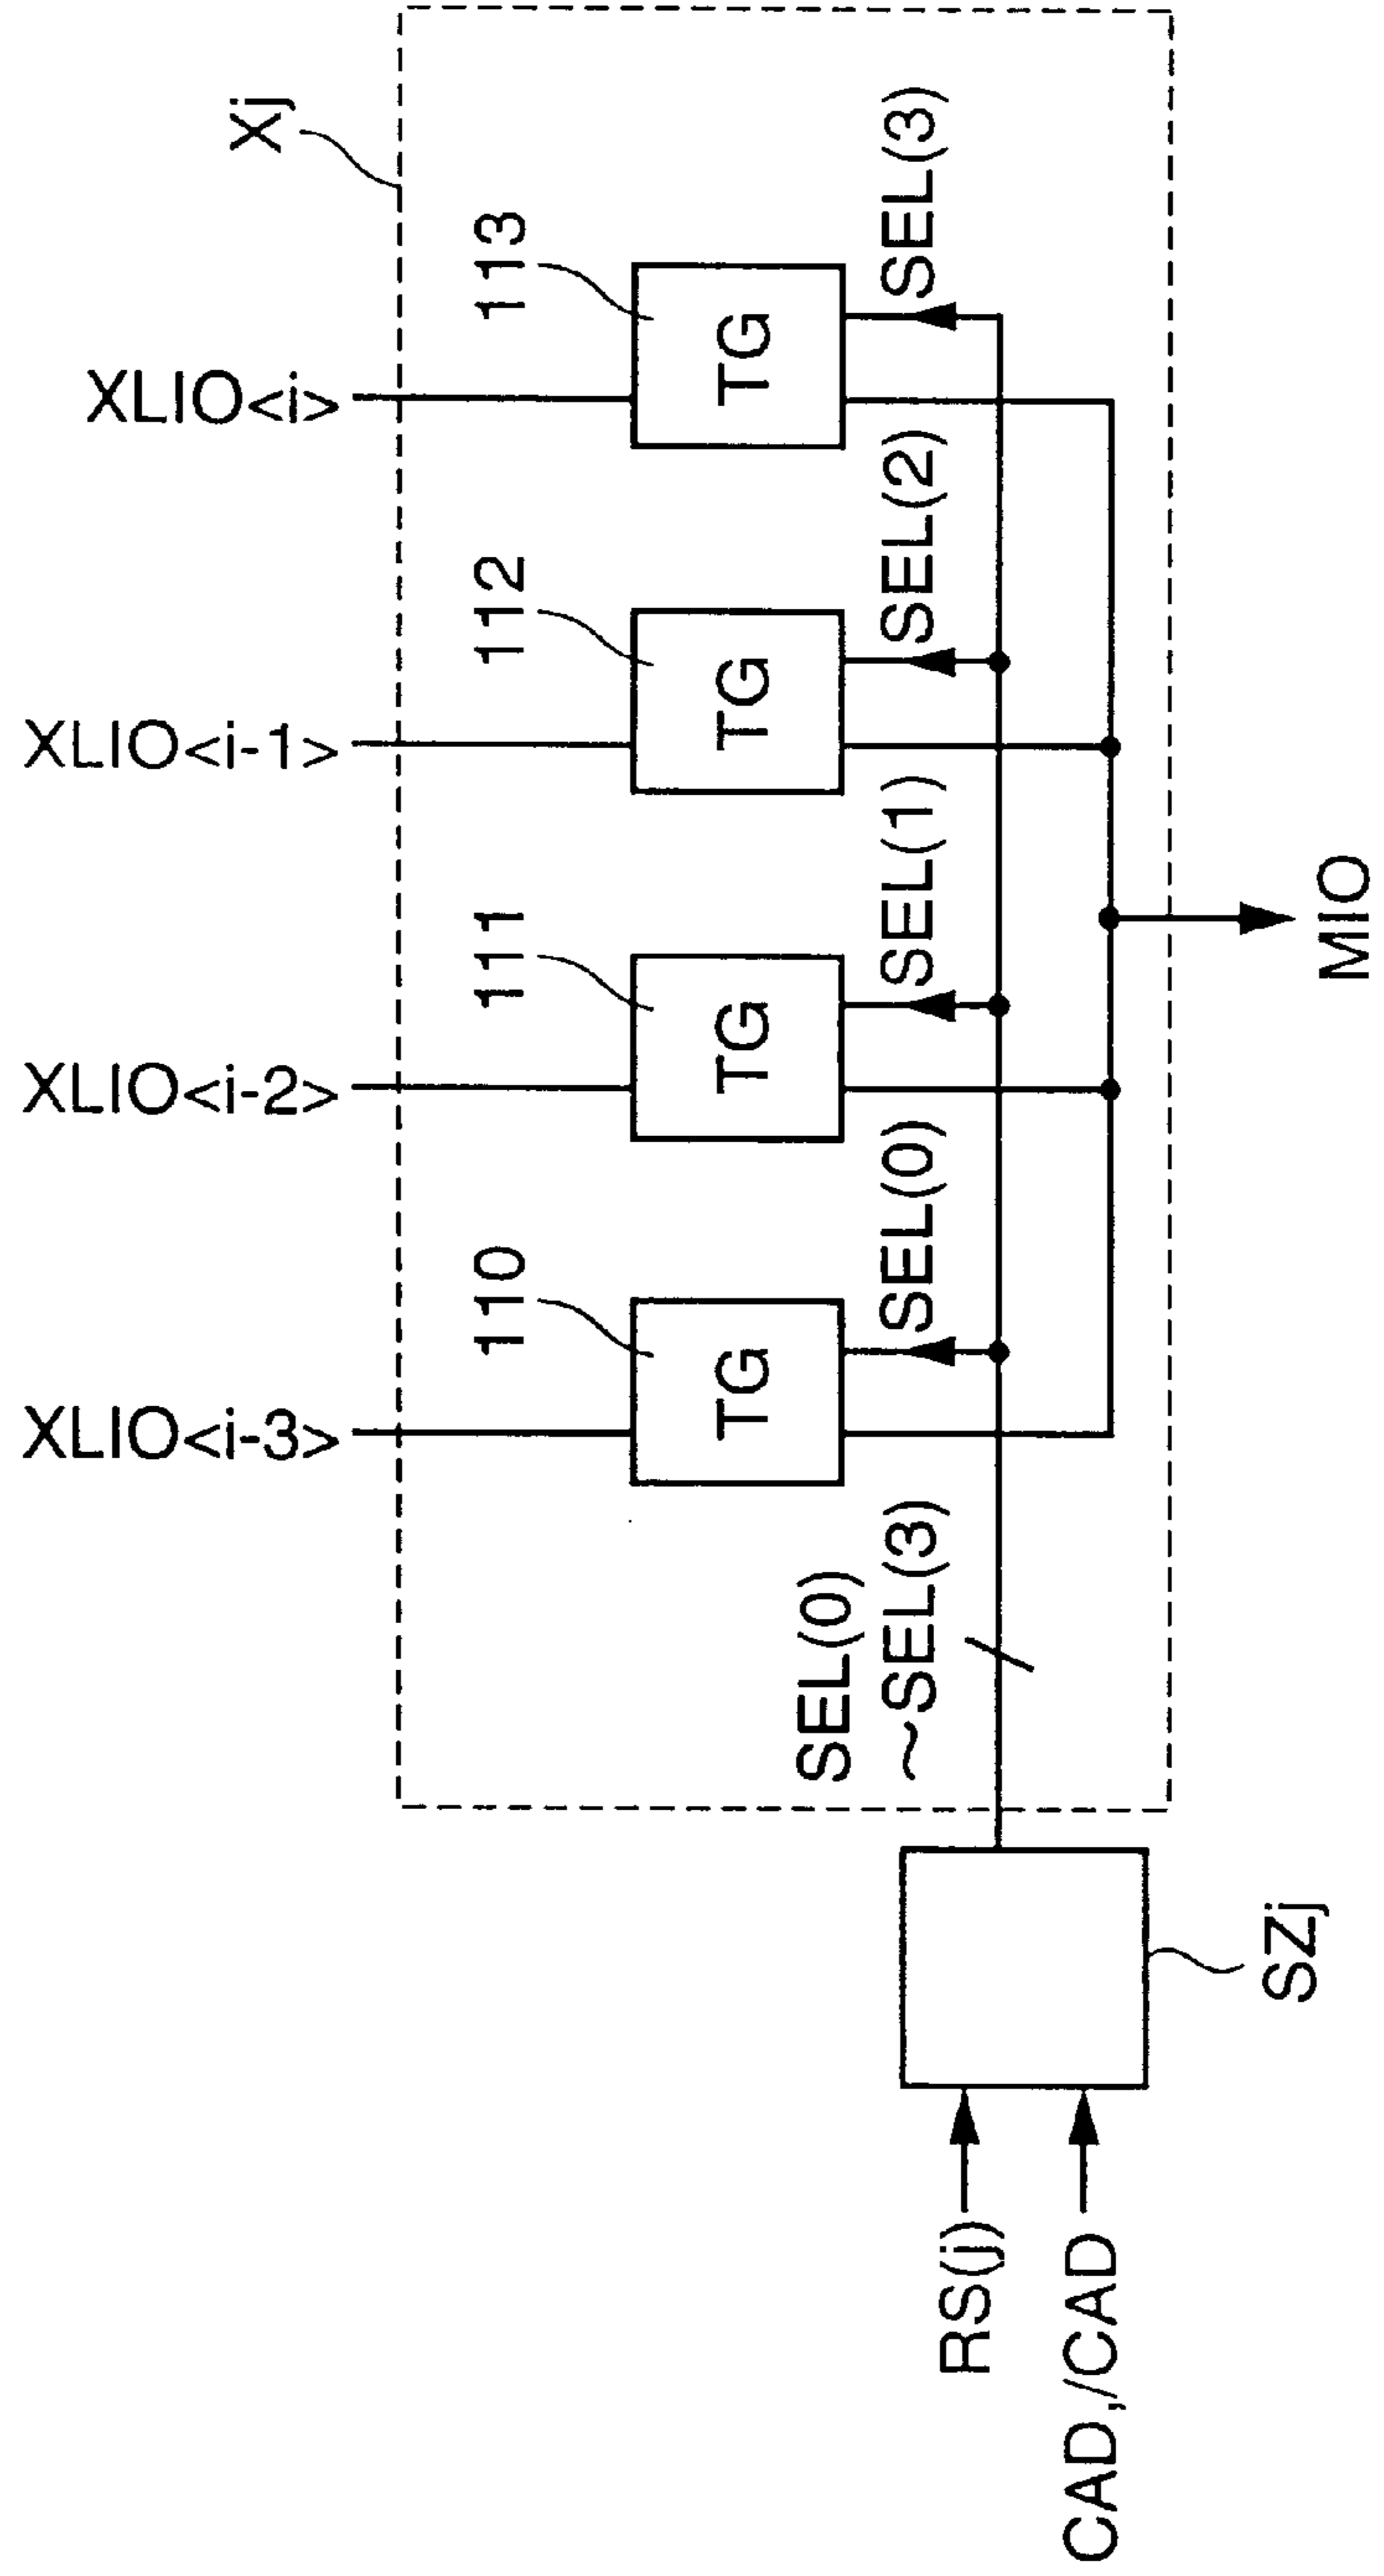 Xj
XLIO<i-3>
XLIO<i-2>
XLIO<i-1>
XLIO<i>
110
111
112
113
TG
TG
TG
TG
SEL(0)
~SEL(3)
SEL(0)
SEL(1)
SEL(2)
SEL(3)
RS(j)
CAD,/CAD
SZj
MIO